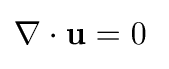 ∇ · u = 0